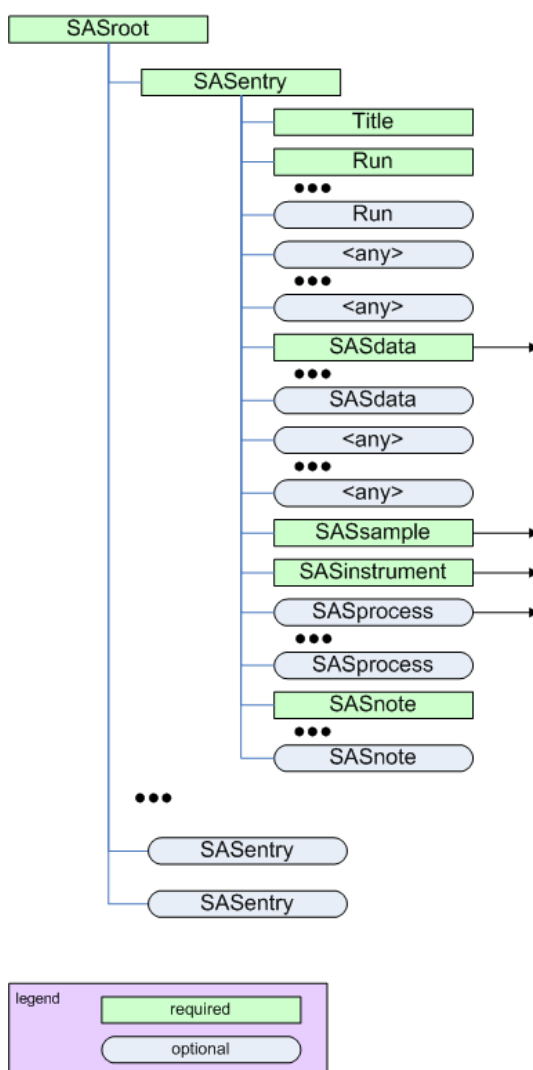 SASroot
SASentry
Title
Run
•••
Run
<any>
•••
<any>
SASdata
•••
SASdata
<any>
•••
<any>
SASsample
SASinstrument
SASprocess
•••
SASprocess
SASnote
•••
SASnote
•••
SASentry
SASentry
legend
required
optional